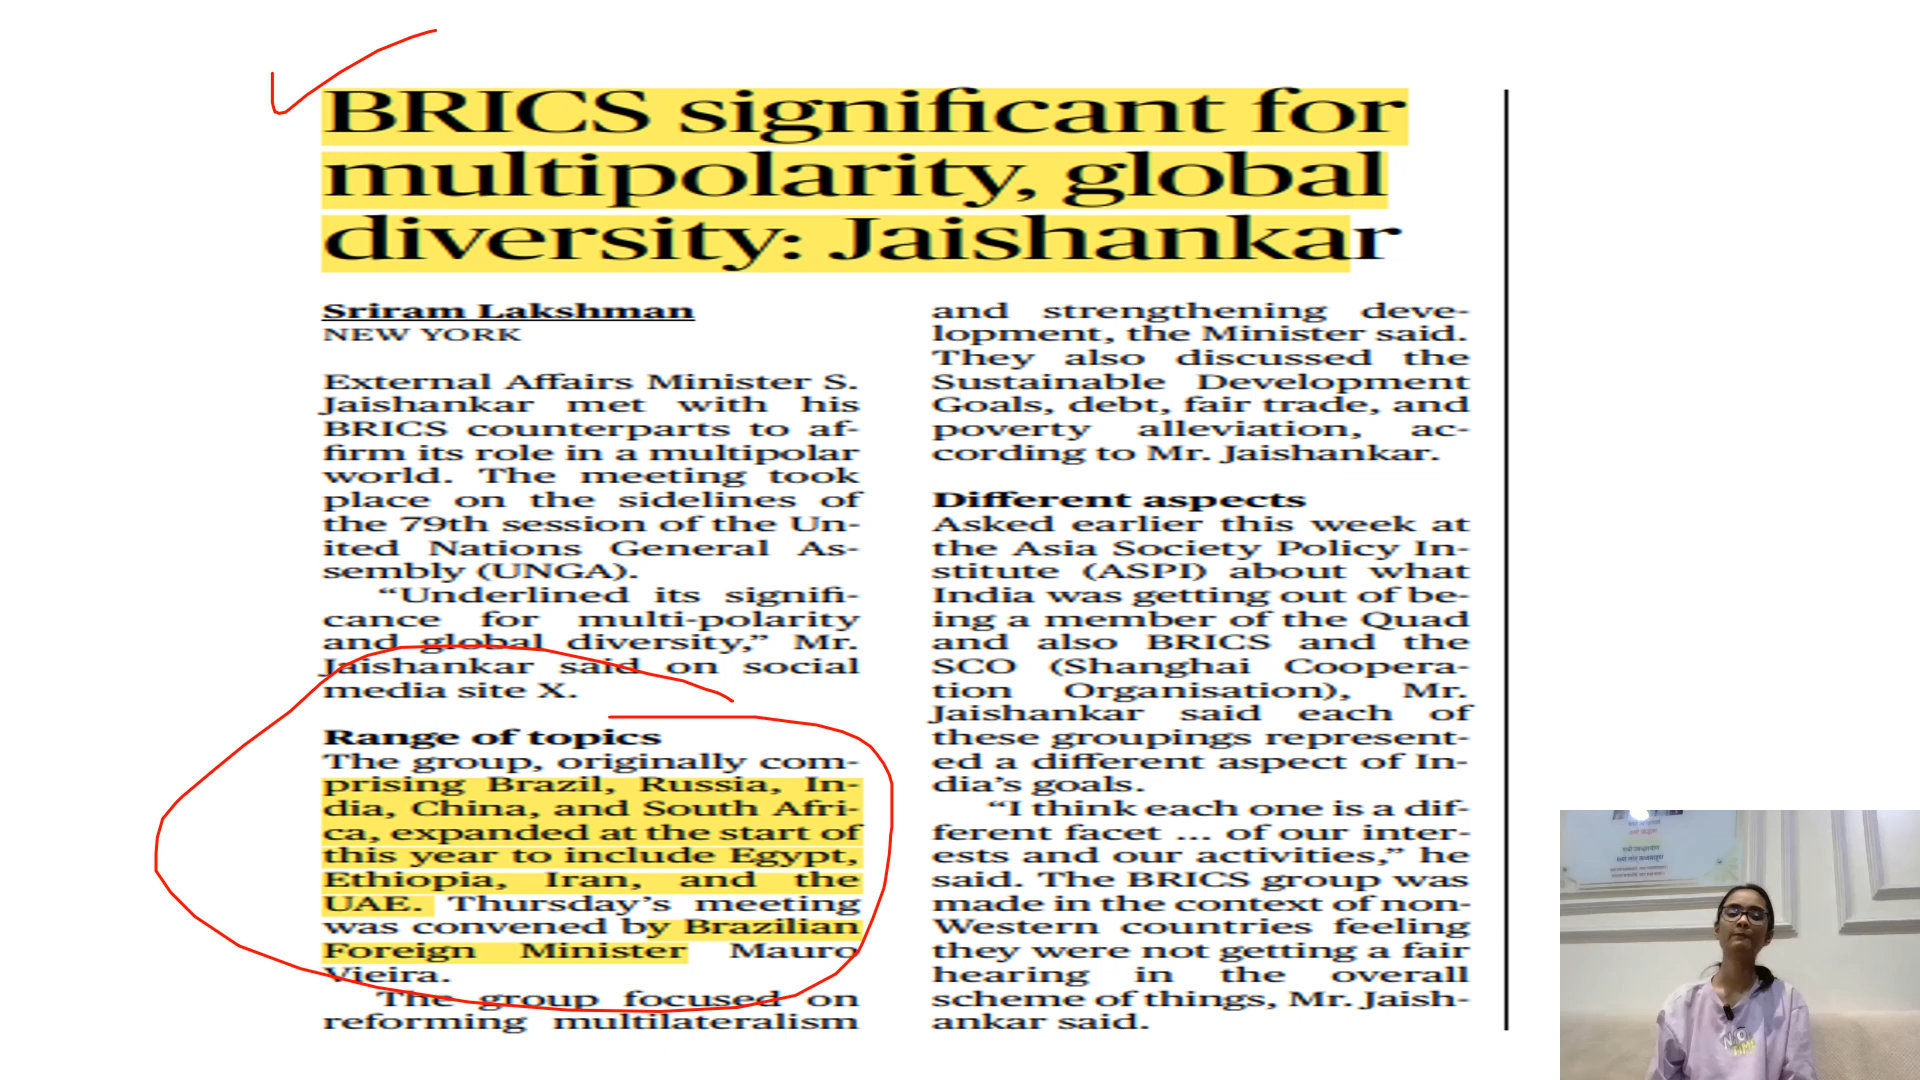 BRICS significant for
multipolarity, global
diversity: Jaishankar
Sriram Lakshman
NEW YORK
External Affairs Minister S.
Jaishankar met with his
BRICS counterparts to af-
firm its role in a multipolar
world. The meeting took
place on the sidelines of
the 79th session of the Un-
ited Nations General As-
sembly (UNGA).
“Underlined its signifi-
cance for multi-polarity
and global diversity,” Mr.
Jaishankar said on social
media site X.
Range of topics
The group, originally com-
prising Brazil, Russia, In-
dia, China, and South Afri-
ca, expanded at the start of
this year to include Egypt,
Ethiopia, Iran, and the
UAE. Thursday’s meeting
was convened by Brazilian
Foreign Minister Mauro
Vieira.
The group focused on
reforming multilateralism
and strengthening deve-
lopment, the Minister said.
They also discussed the
Sustainable Development
Goals, debt, fair trade, and
poverty alleviation, ac-
cording to Mr. Jaishankar.
Different aspects
Asked earlier this week at
the Asia Society Policy In-
stitute (ASPI) about what
India was getting out of be-
ing a member of the Quad
and also BRICS and the
SCO (Shanghai Coopera-
tion Organisation), Mr.
Jaishankar said each of
these groupings represent-
ed a different aspect of In-
dia’s goals.
“I think each one is a dif-
ferent facet ... of our inter-
ests and our activities,” he
said. The BRICS group was
made in the context of non-
Western countries feeling
they were not getting a fair
hearing in the overall
scheme of things, Mr. Jaish-
ankar said.
NO
TIME